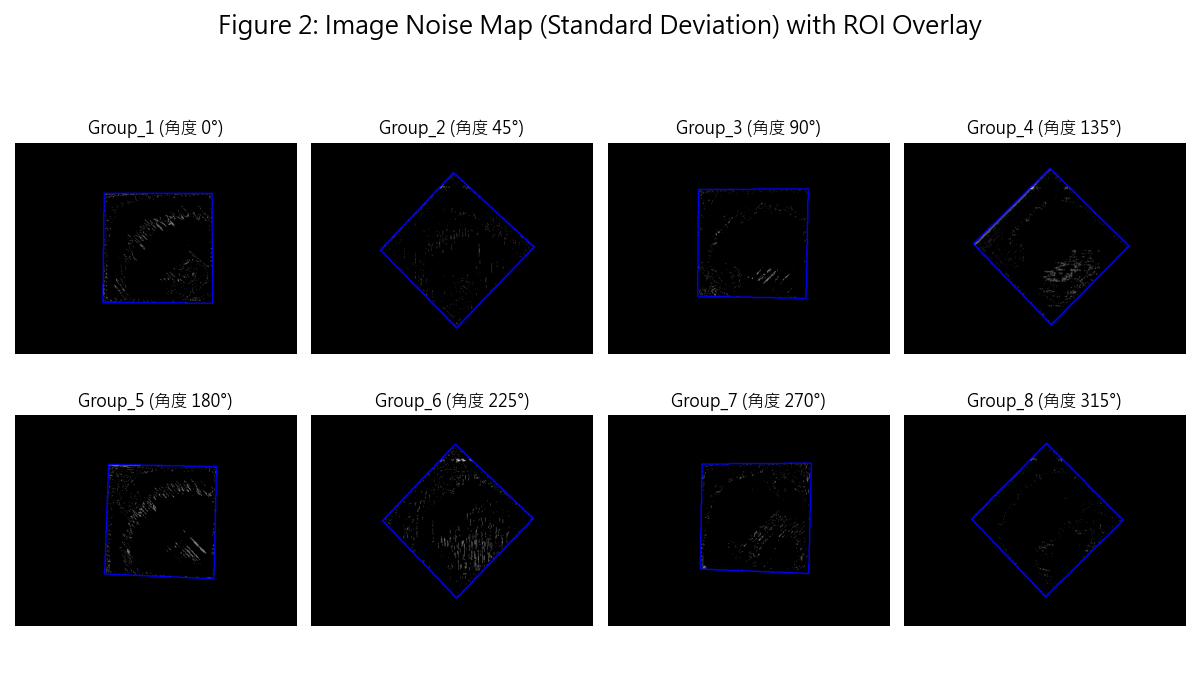 Figure 2: Image Noise Map (Standard Deviation) with ROI Overlay
Group_1 (角度 0°)
Group_2 (角度 45°)
Group_3 (角度 90°)
Group_4 (角度 135°)
Group_5 (角度 180°)
Group_6 (角度 225°)
Group_7 (角度 270°)
Group_8 (角度 315°)